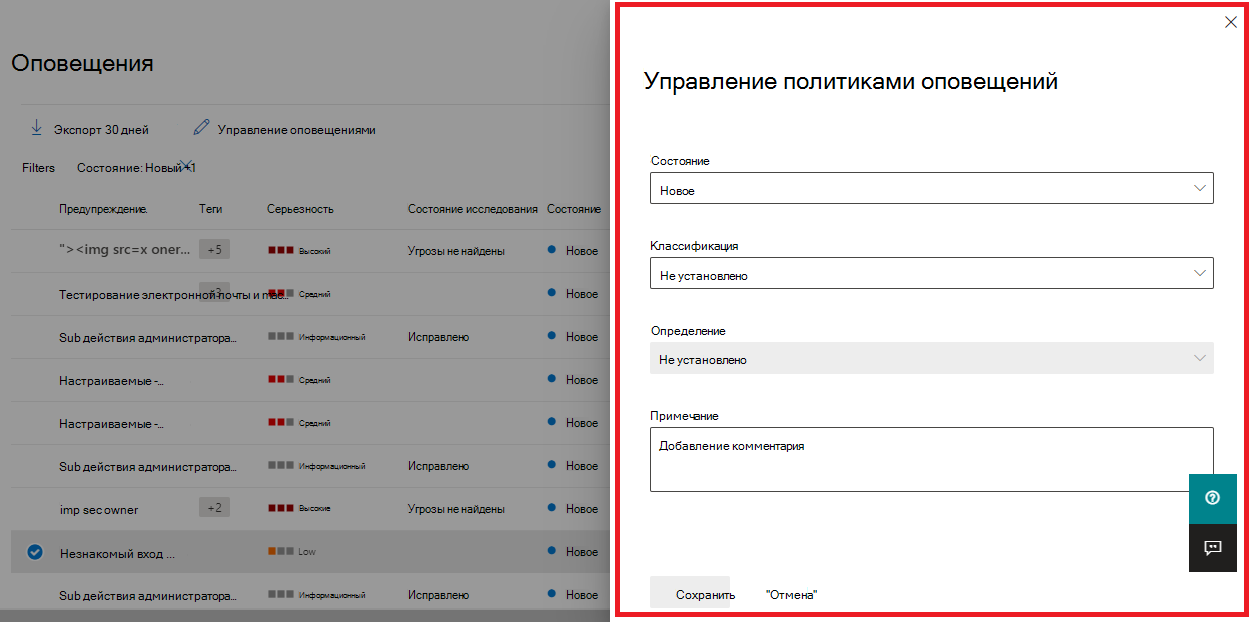 Оповещения
Экспорт 30 дней
Управление оповещениями
Filters
Состояние: Новый +1
Предупреждение. Теги Серьезность Состояние исследования Состояние
"><img src=x oner... +5 Высокий Угрозы не найдены Новое
Тестирование электронной почты и mac... +3 Средний Новое
Sub действия администратора... Информационный Исправлено Новое
Настраиваемые -... Средний Новое
Настраиваемые -... Средний Новое
Sub действия администратора... Информационный Исправлено Новое
imp sec owner +2 Высокие Угрозы не найдены Новое
Незнакомый вход ... Low Новое
Sub действия администратора... Информационный Исправлено Новое
Управление политиками оповещений
Состояние
Новое
Классификация
Не установлено
Определение
Не установлено
Примечание
Добавление комментария
Сохранить
"Отмена"